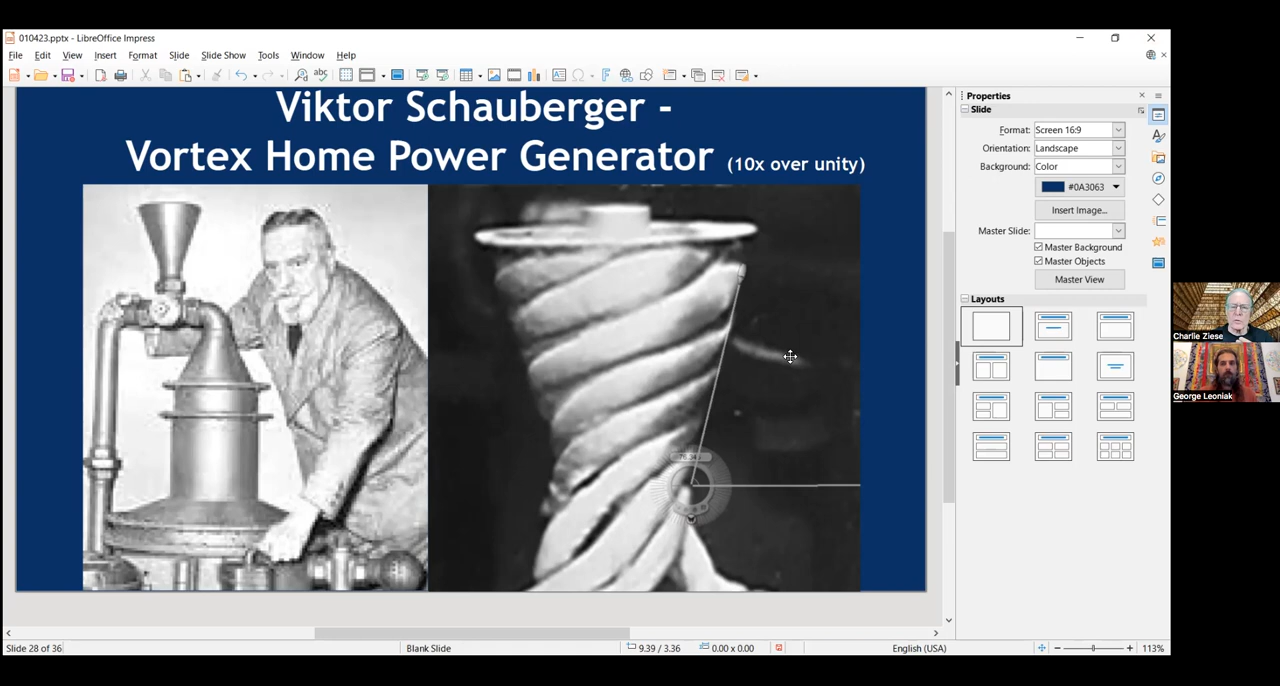 010423.pptx - LibreOffice Impress
File Edit View Insert Format Slide Slide Show Tools Window Help
Viktor Schauberger -
Vortex Home Power Generator (10x over unity)
Properties
Slide
Format: Screen 16:9
Orientation: Landscape
Background: Color
#0A3063
Insert Image...
Master Slide:
Master Background
Master Objects
Master View
Layouts
Charlie Ziese
George Leoniak
Slide 28 of 36
Blank Slide
9.39 / 3.36
0.00 x 0.00
English (USA)
113%